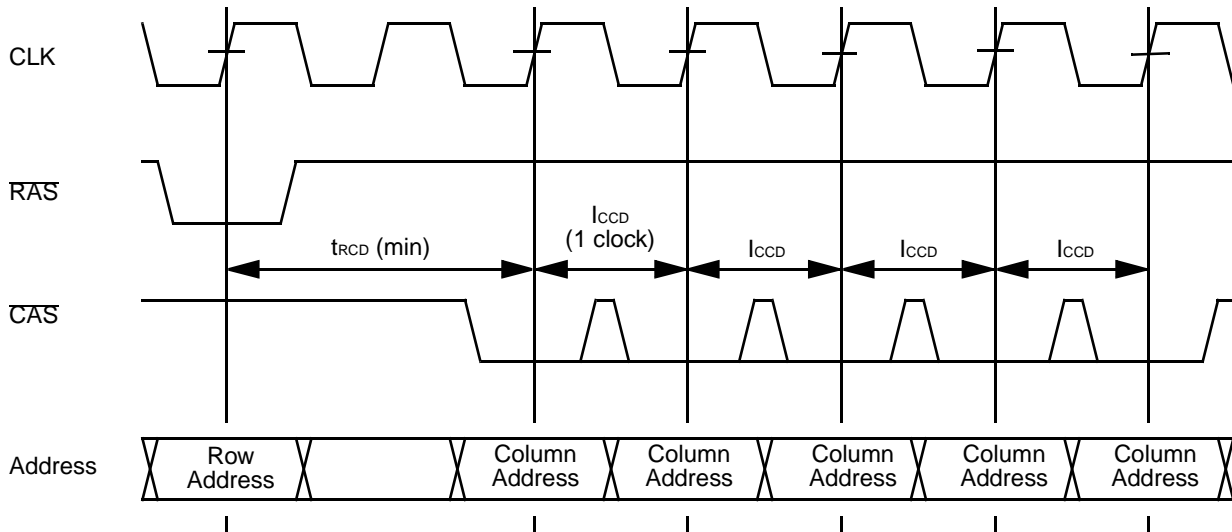 CLK
RAS
tRCD (min)
ICCD
(1 clock)
ICCD
ICCD
ICCD
CAS
Address
Row
Address
Column
Address
Column
Address
Column
Address
Column
Address
Column
Address